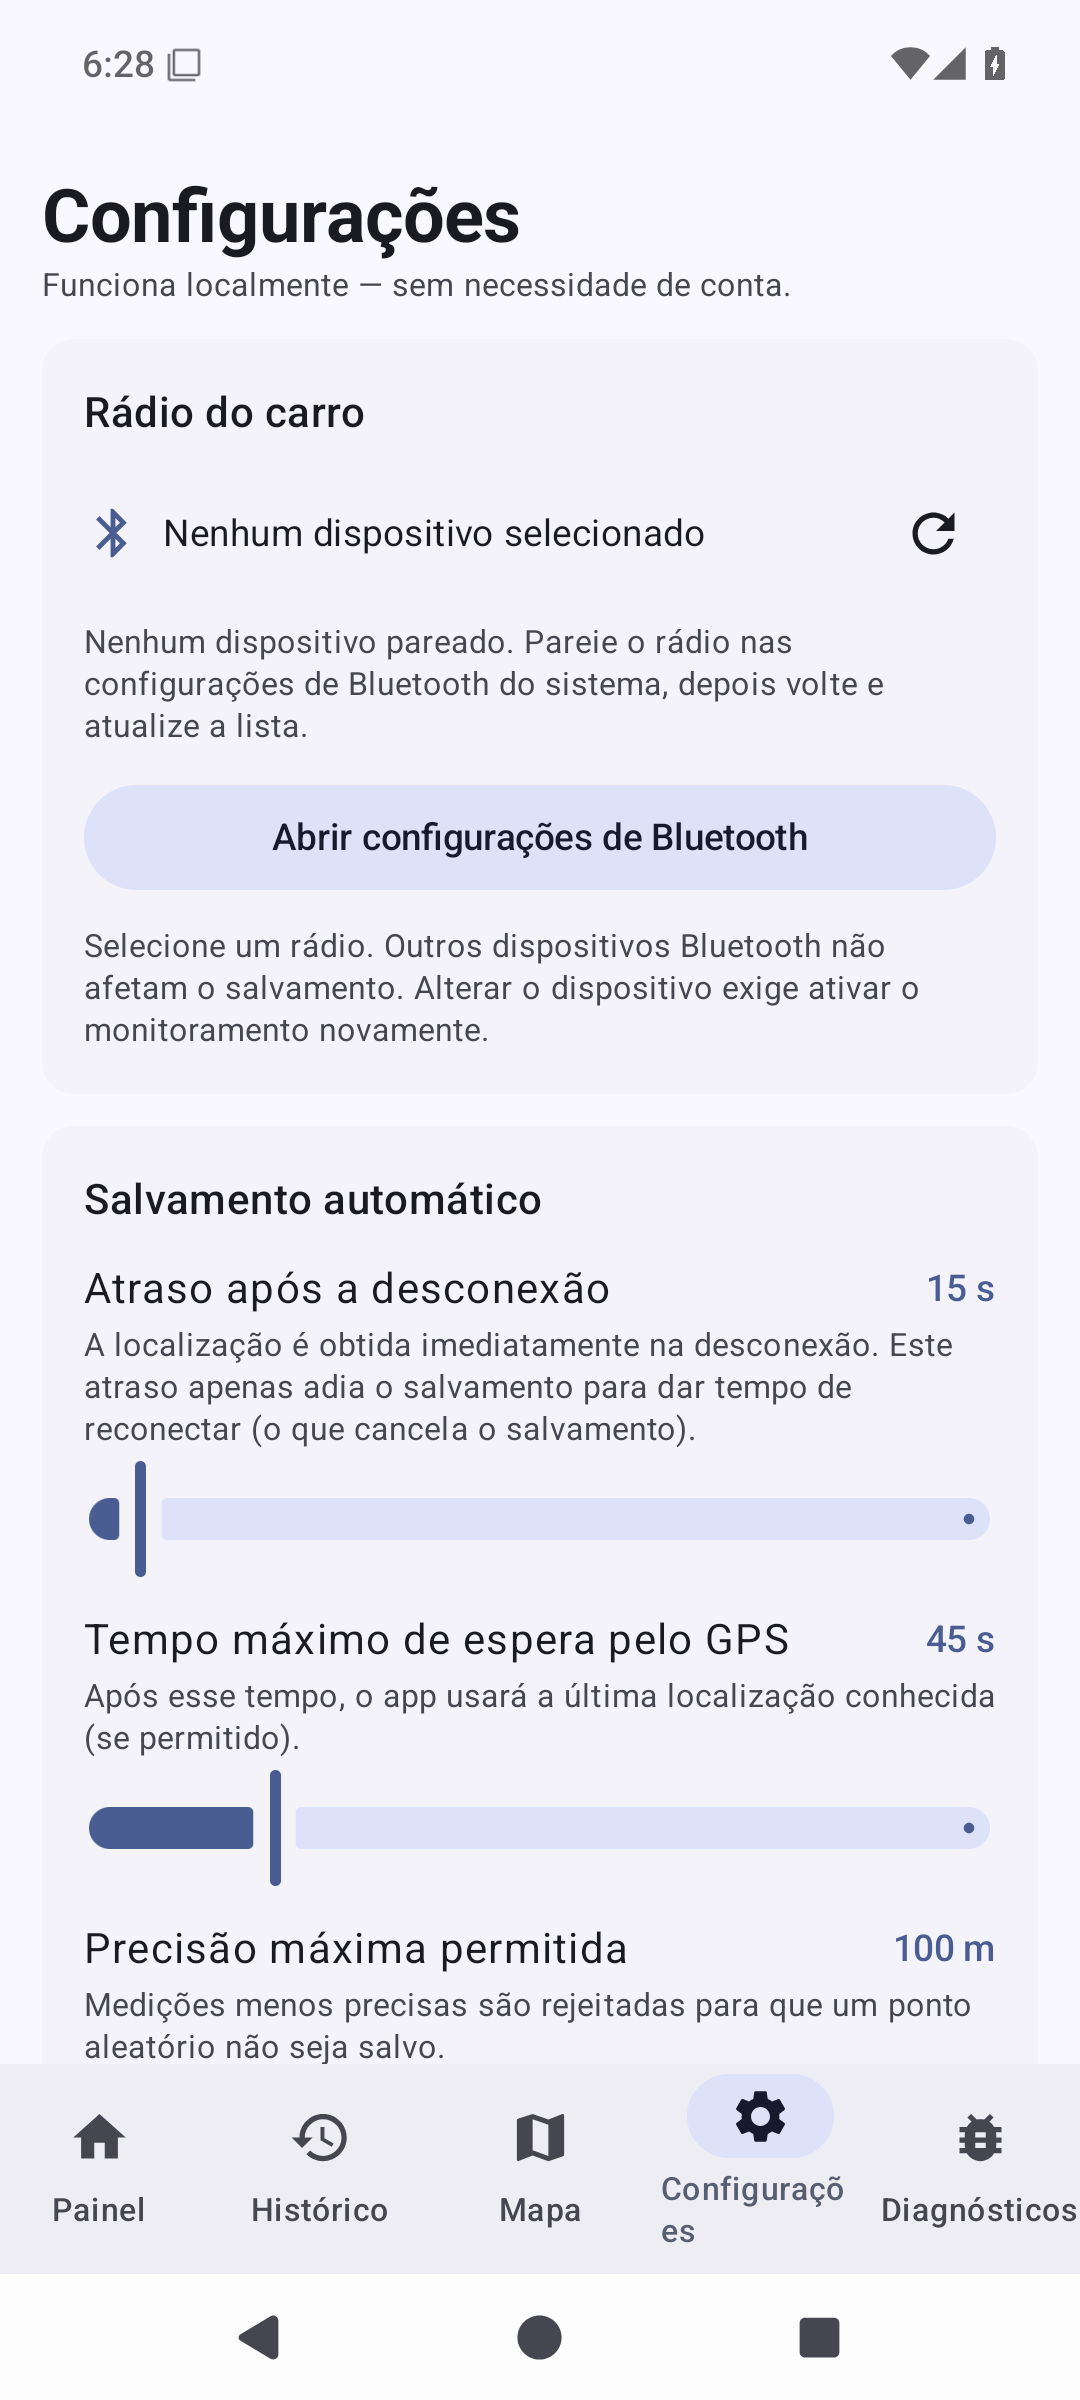 6:28
Configurações
Funciona localmente — sem necessidade de conta.
Rádio do carro
Nenhum dispositivo selecionado
Nenhum dispositivo pareado. Pareie o rádio nas
configurações de Bluetooth do sistema, depois volte e
atualize a lista.
Abrir configurações de Bluetooth
Selecione um rádio. Outros dispositivos Bluetooth não
afetam o salvamento. Alterar o dispositivo exige ativar o
monitoramento novamente.
Salvamento automático
Atraso após a desconexão 15 s
A localização é obtida imediatamente na desconexão. Este
atraso apenas adia o salvamento para dar tempo de
reconectar (o que cancela o salvamento).
Tempo máximo de espera pelo GPS 45 s
Após esse tempo, o app usará a última localização conhecida
(se permitido).
Precisão máxima permitida 100 m
Medições menos precisas são rejeitadas para que um ponto
aleatório não seja salvo.
Painel
Histórico
Mapa
Configuraçõ
es
Diagnósticos